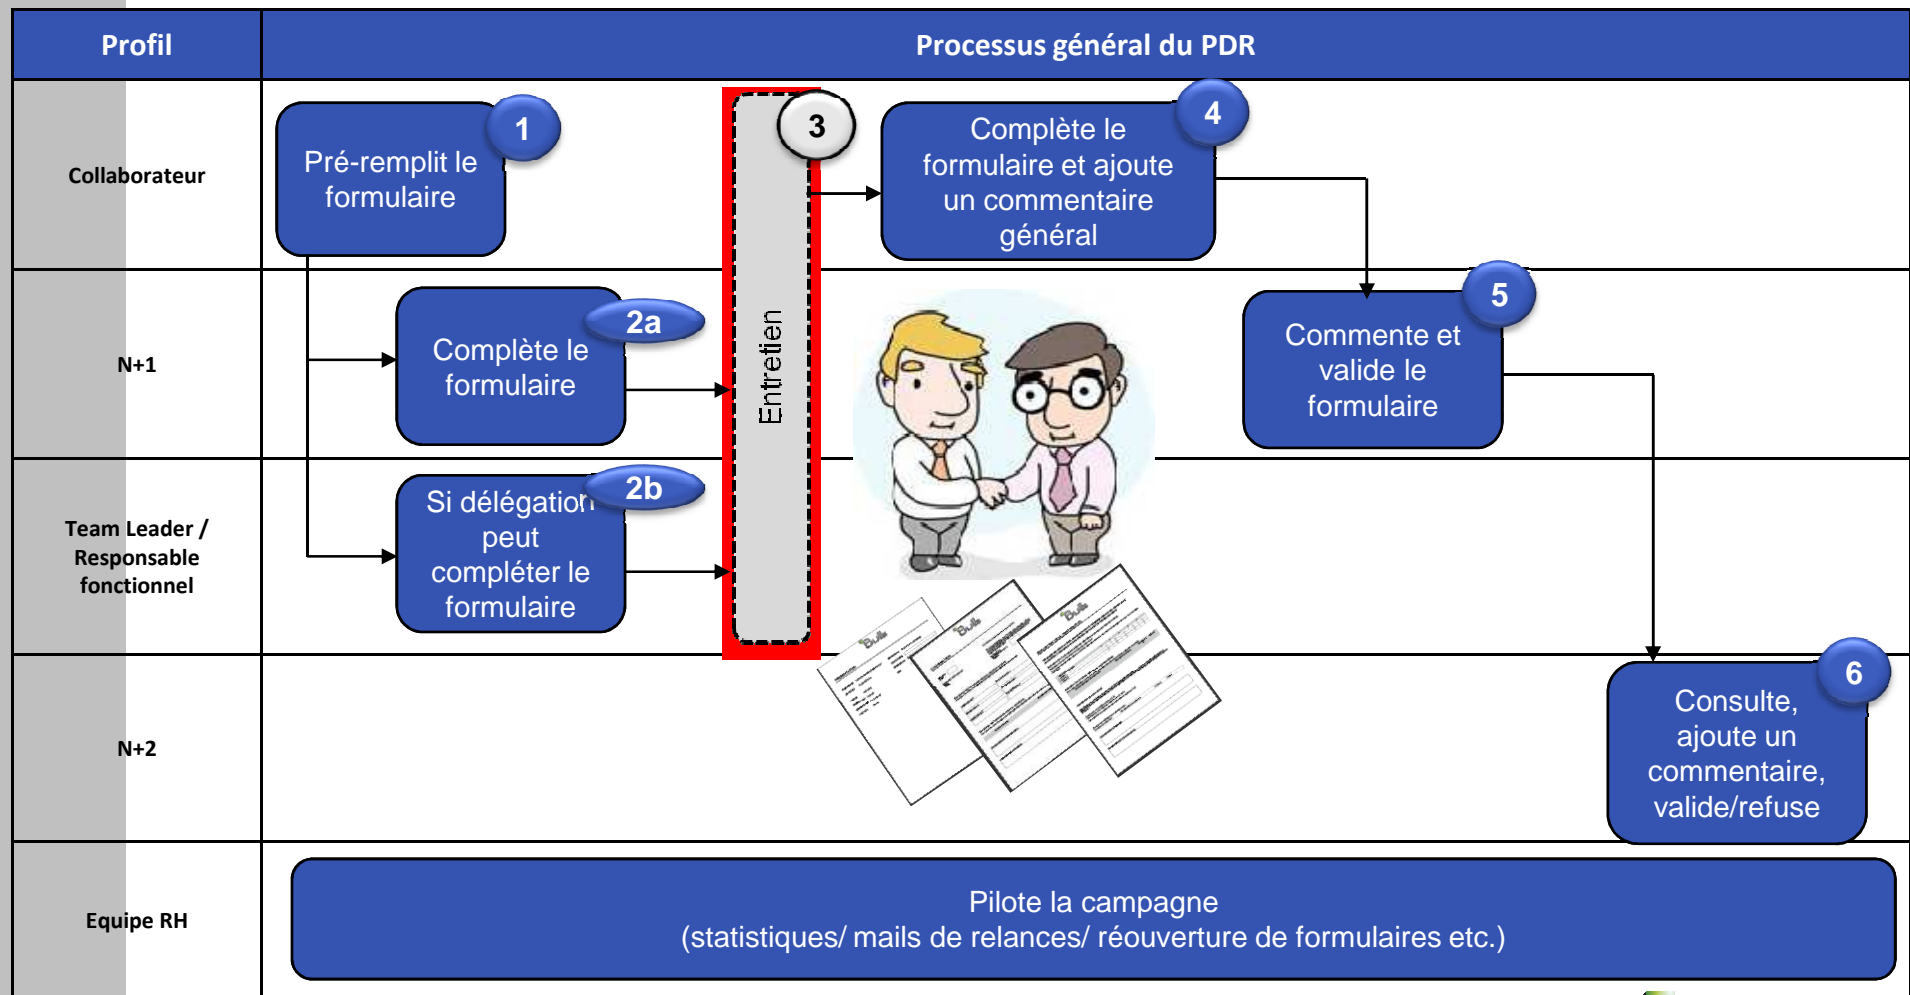 Profil
Processus général du PDR
Collaborateur
1
Pré-remplit le
formulaire
3
Entretien
4
Complète le
formulaire et ajoute
un commentaire
général
N+1
2a
Complète le
formulaire
5
Commente et
valide le
formulaire
Team Leader /
Responsable
fonctionnel
2b
Si délégation
peut
compléter le
formulaire
N+2
6
Consulte,
ajoute un
commentaire,
valide/refuse
Equipe RH
Pilote la campagne
(statistiques/ mails de relances/ réouverture de formulaires etc.)